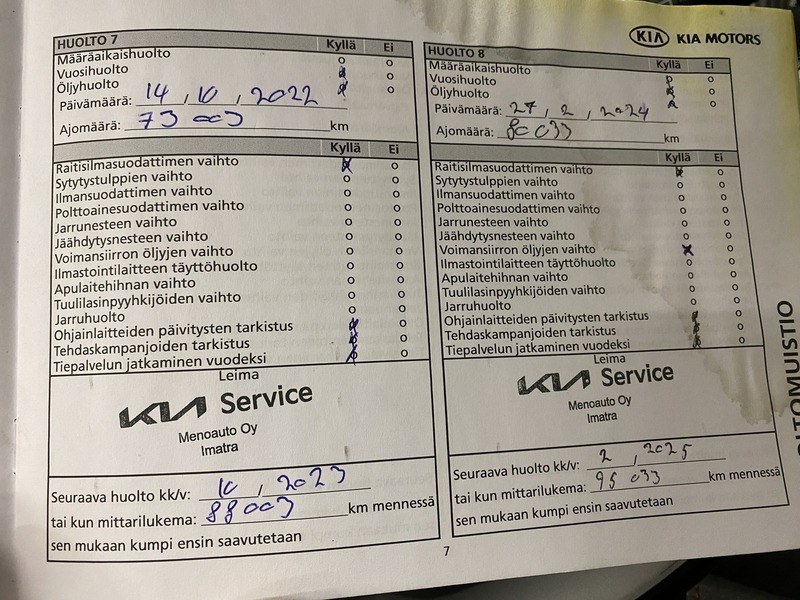 HUOLTO 7 Kyllä Ei
Määräaikaishuolto o o
Vuosihuolto x o
Öljyhuolto x o
Päivämäärä: 14 , 10 , 2022
Ajomäärä: 73 003 km
Kyllä Ei
Raitisilmasuodattimen vaihto x o
Sytytystulppien vaihto o o
Ilmansuodattimen vaihto o o
Polttoainesuodattimen vaihto o o
Jarrunesteen vaihto o o
Jäähdytysnesteen vaihto o o
Voimansiirron öljyjen vaihto o o
Ilmastointilaitteen täyttöhuolto o o
Apulaitehihnan vaihto o o
Tuulilasinpyyhkijöiden vaihto o o
Jarruhuolto o o
Ohjainlaitteiden päivitysten tarkistus x o
Tehdaskampanjoiden tarkistus x o
Tiepalvelun jatkaminen vuodeksi x o
Leima
KIA Service
Menoauto Oy
Imatra
Seuraava huolto kk/v: 10 , 2023
tai kun mittarilukema: 88003 km mennessä
sen mukaan kumpi ensin saavutetaan
KIA KIA MOTORS
HUOLTO 8 Kyllä Ei
Määräaikaishuolto o
Vuosihuolto x o
Öljyhuolto x o
Päivämäärä: 27 , 2 , 2024
Ajomäärä: 80 033 km
Kyllä Ei
Raitisilmasuodattimen vaihto x o
Sytytystulppien vaihto o o
Ilmansuodattimen vaihto o o
Polttoainesuodattimen vaihto o o
Jarrunesteen vaihto o o
Jäähdytysnesteen vaihto o o
Voimansiirron öljyjen vaihto x o
Ilmastointilaitteen täyttöhuolto o o
Apulaitehihnan vaihto o o
Tuulilasinpyyhkijöiden vaihto o o
Jarruhuolto o o
Ohjainlaitteiden päivitysten tarkistus x o
Tehdaskampanjoiden tarkistus x o
Tiepalvelun jatkaminen vuodeksi x o
Leima
KIA Service
Menoauto Oy
Imatra
Seuraava huolto kk/v: 2 , 2025
tai kun mittarilukema: 95 033 km mennessä
sen mukaan kumpi ensin saavutetaan
7